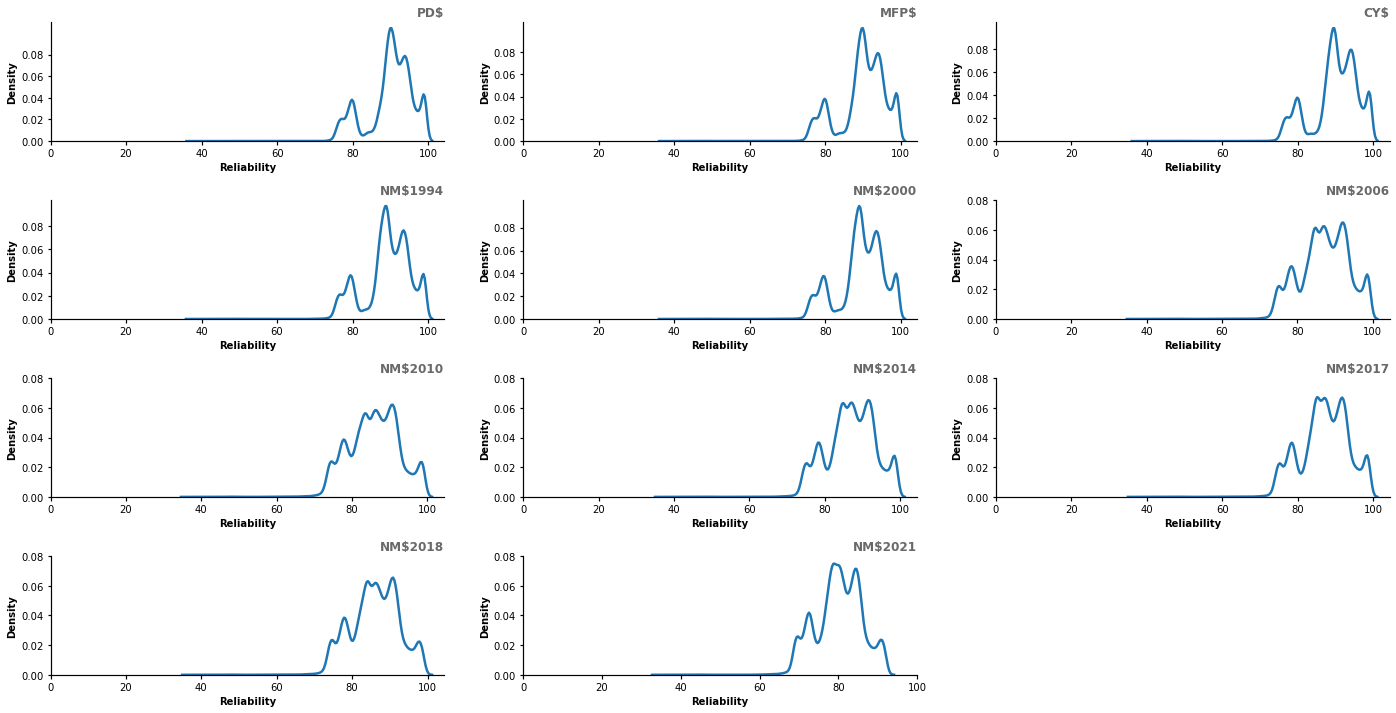 PD$ MFP$ CY$
Density 0.08 0.06 0.04 0.02 0.00 Density 0.08 0.06 0.04 0.02 0.00 Density 0.08 0.06 0.04 0.02 0.00
0 20 40 60 80 100 0 20 40 60 80 100 0 20 40 60 80 100
Reliability Reliability Reliability
NM$1994 NM$2000 NM$2006
Density 0.08 0.06 0.04 0.02 0.00 Density 0.08 0.06 0.04 0.02 0.00 Density 0.08 0.06 0.04 0.02 0.00
0 20 40 60 80 100 0 20 40 60 80 100 0 20 40 60 80 100
Reliability Reliability Reliability
NM$2010 NM$2014 NM$2017
Density 0.08 0.06 0.04 0.02 0.00 Density 0.08 0.06 0.04 0.02 0.00 Density 0.08 0.06 0.04 0.02 0.00
0 20 40 60 80 100 0 20 40 60 80 100 0 20 40 60 80 100
Reliability Reliability Reliability
NM$2018 NM$2021
Density 0.08 0.06 0.04 0.02 0.00 Density 0.08 0.06 0.04 0.02 0.00
0 20 40 60 80 100 0 20 40 60 80 100
Reliability Reliability